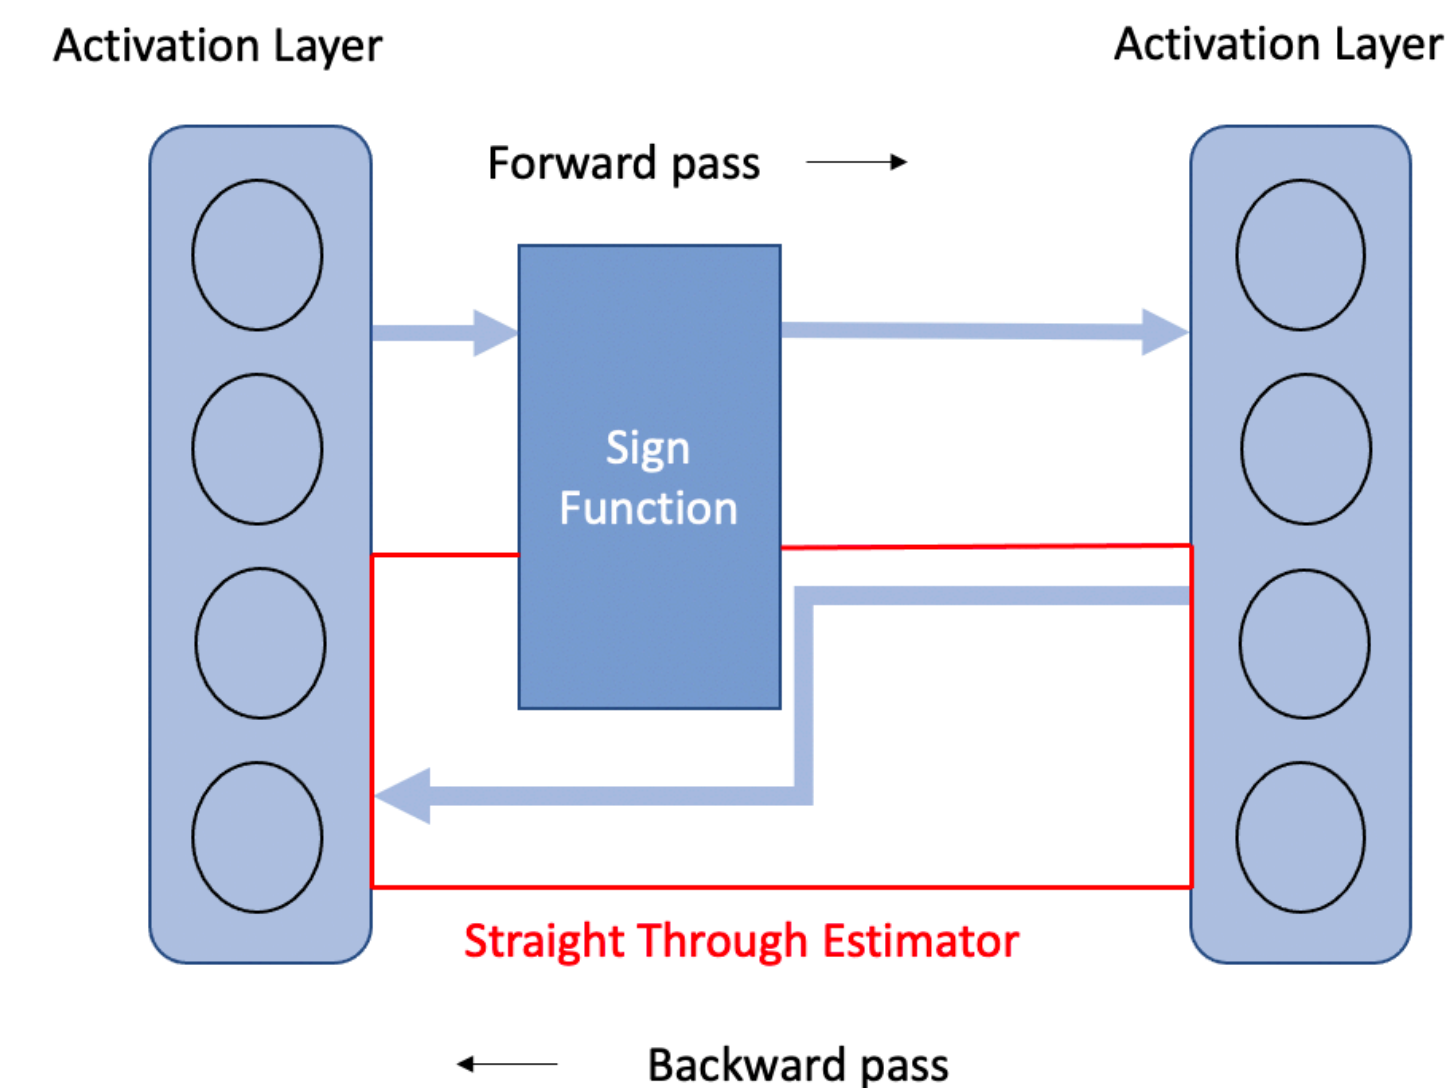 Activation Layer
Activation Layer
Forward pass
Sign
Function
Straight Through Estimator
Backward pass